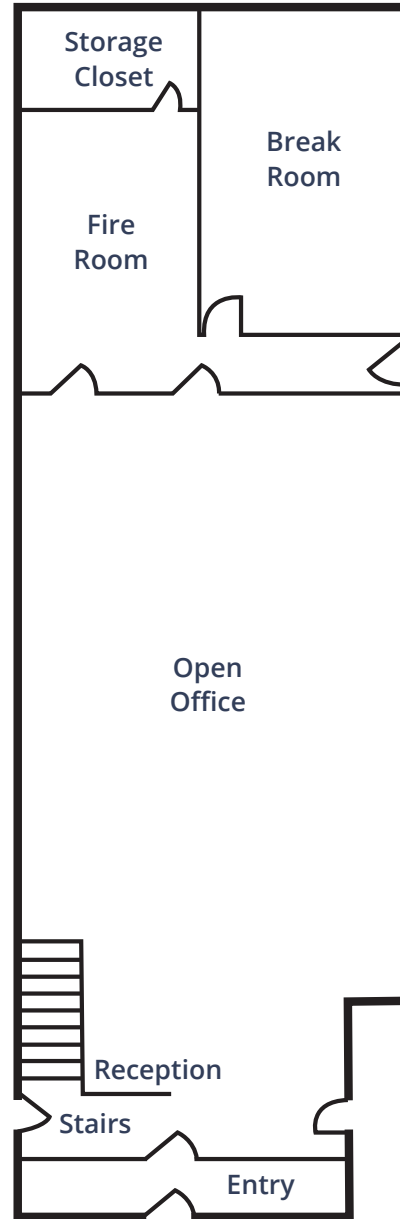 Storage
Closet
Break
Room
Fire
Room
Open
Office
Reception
Stairs
Entry